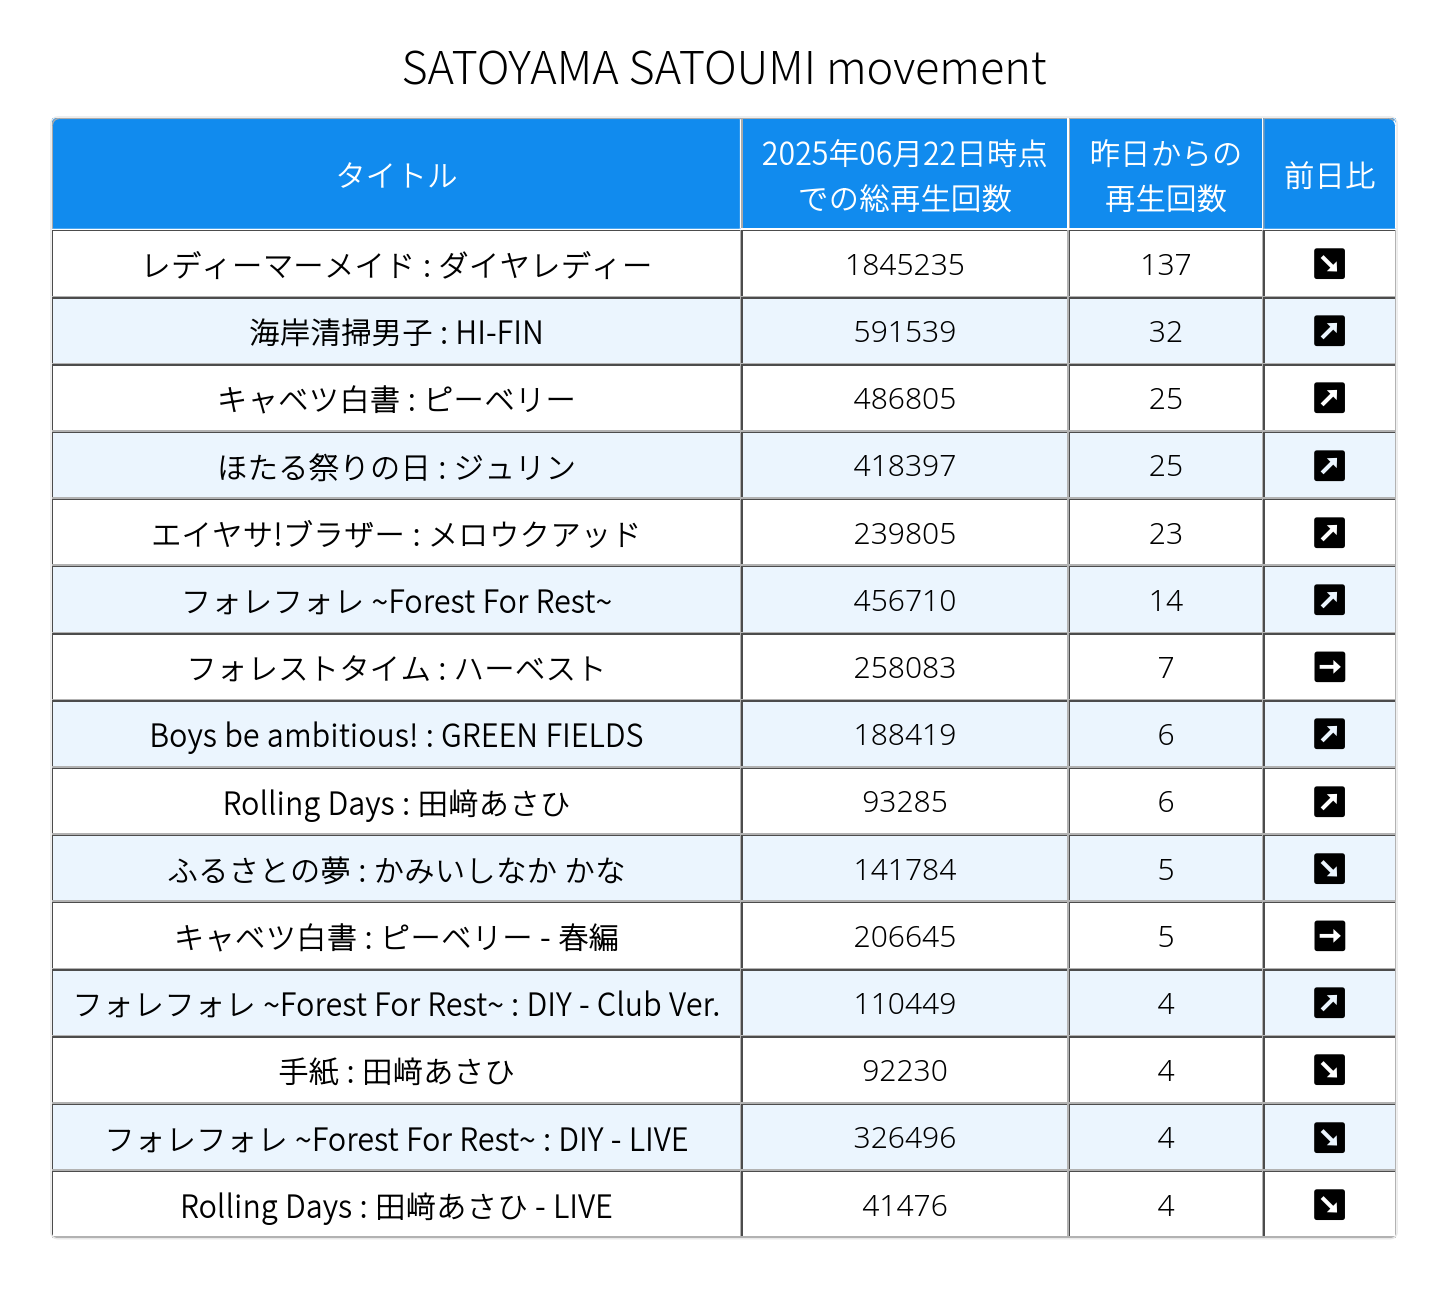 SATOYAMA SATOUMI movement
タイトル 2025年06月22日時点での総再生回数 昨日からの再生回数 前日比
レディーマーメイド : ダイヤレディー 1845235 137 ↘
海岸清掃男子 : HI-FIN 591539 32 ↗
キャベツ白書 : ピーベリー 486805 25 ↗
ほたる祭りの日 : ジュリン 418397 25 ↗
エイヤサ!ブラザー : メロウクアッド 239805 23 ↗
フォレフォレ ~Forest For Rest~ 456710 14 ↗
フォレストタイム : ハーベスト 258083 7 →
Boys be ambitious! : GREEN FIELDS 188419 6 ↗
Rolling Days : 田﨑あさひ 93285 6 ↗
ふるさとの夢 : かみいしなか かな 141784 5 ↘
キャベツ白書 : ピーベリー - 春編 206645 5 →
フォレフォレ ~Forest For Rest~ : DIY - Club Ver. 110449 4 ↗
手紙 : 田﨑あさひ 92230 4 ↘
フォレフォレ ~Forest For Rest~ : DIY - LIVE 326496 4 ↘
Rolling Days : 田﨑あさひ - LIVE 41476 4 ↘